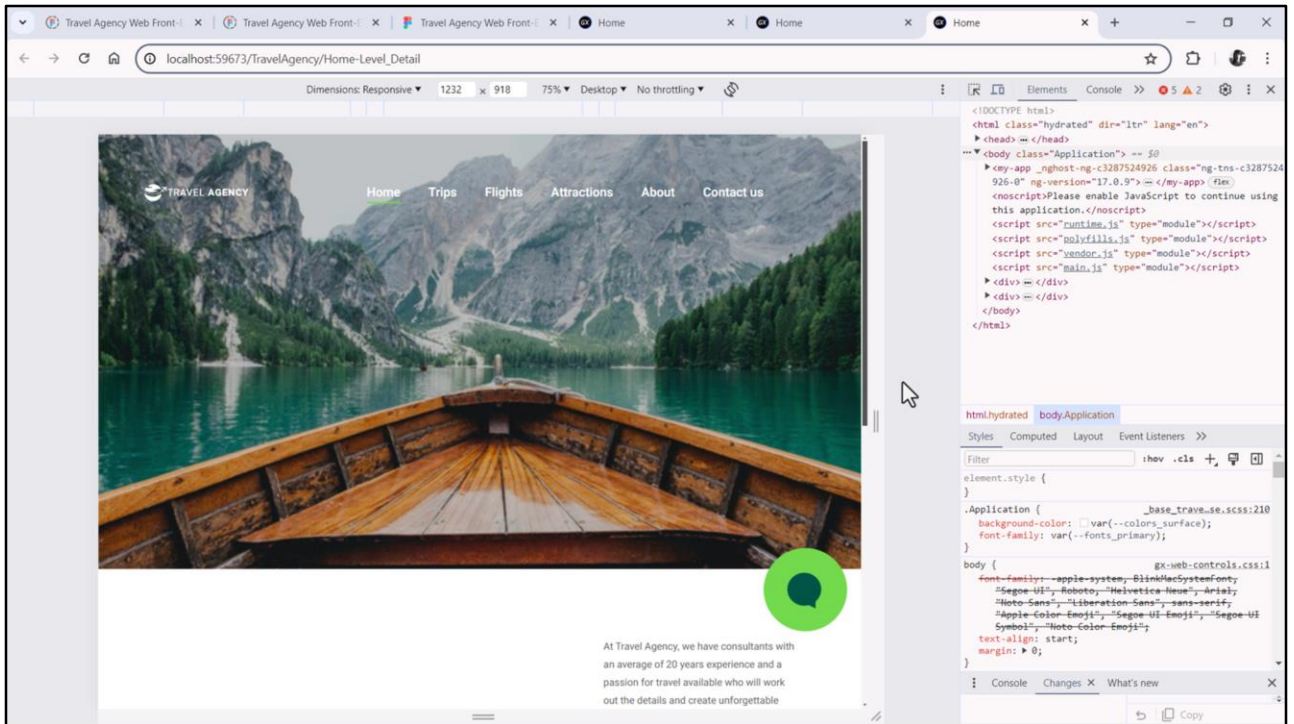 Travel Agency Web Front-
Travel Agency Web Front-E
Travel Agency Web Front-E
Home
Home
Home
localhost:59673/TravelAgency/Home-Level_Detail
Dimensions: Responsive 1232 x 918 75% Desktop No throttling
Elements Console 5 2
TRAVEL AGENCY
Home Trips Flights Attractions About Contact us
At Travel Agency, we have consultants with
an average of 20 years experience and a
passion for travel available who will work
out the details and create unforgettable
<!DOCTYPE html>
<html class="hydrated" dir="ltr" lang="en">
<head> … </head>
… <body class="Application"> == $0
<my-app _nghost-ng-c3287524926 class="ng-tns-c3287524
926-0" ng-version="17.0.9"> … </my-app> flex
<noscript>Please enable JavaScript to continue using
this application.</noscript>
<script src="runtime.js" type="module"></script>
<script src="polyfills.js" type="module"></script>
<script src="vendor.js" type="module"></script>
<script src="main.js" type="module"></script>
<div> … </div>
<div> … </div>
</body>
</html>
html.hydrated body.Application
Styles Computed Layout Event Listeners
Filter :hov .cls
element.style {
}
.Application { _base_trave…se.scss:210
background-color: var(--colors_surface);
font-family: var(--fonts_primary);
}
body { gx-web-controls.css:1
font-family: -apple-system, BlinkMacSystemFont,
"Segoe UI", Roboto, "Helvetica Neue", Arial,
"Noto Sans", "Liberation Sans", sans-serif,
"Apple Color Emoji", "Segoe UI Emoji", "Segoe UI
Symbol", "Noto Color Emoji";
text-align: start;
margin: 0;
}
Console Changes What's new
Copy